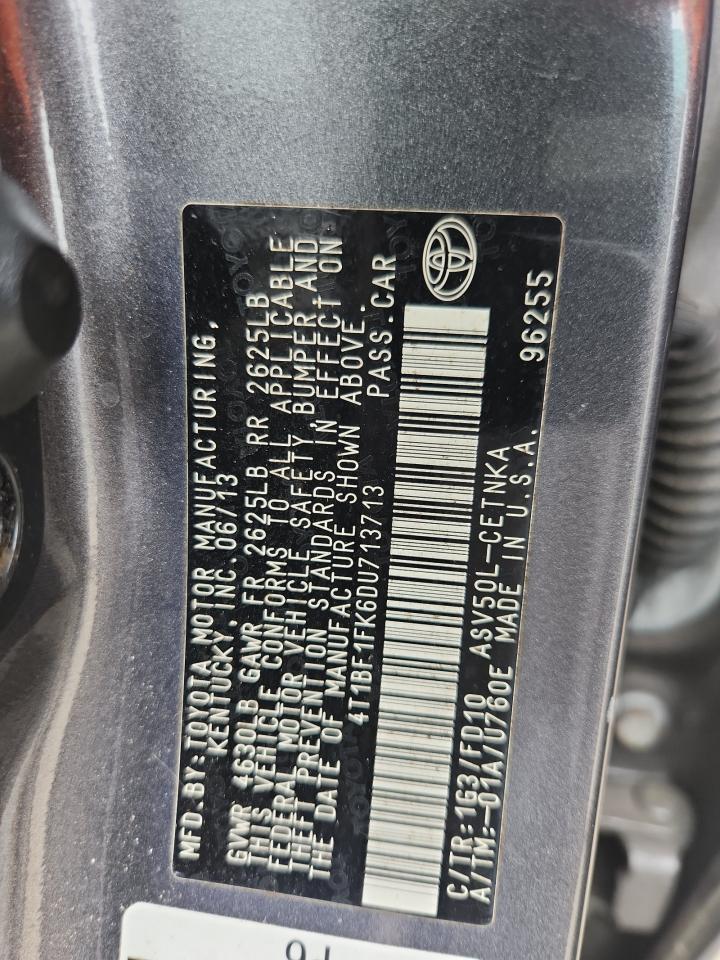 MFD.BY:TOYOTA MOTOR MANUFACTURING,
KENTUCKY, INC. 06/13
GVWR 4630LB GAWR FR 2625LB RR 2625LB
THIS VEHICLE CONFORMS TO ALL APPLICABLE
FEDERAL MOTOR VEHICLE SAFETY, BUMPER, AND
THEFT PREVENTION STANDARDS IN EFFECT ON
THE DATE OF MANUFACTURE SHOWN ABOVE.
4T1BF1FK6DU713713 PASS.CAR
C/TR:1G3/FD10 ASV50L-CETNKA
A/TM:-01A/U760E MADE IN U.S.A. 96255